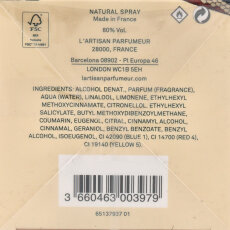 NATURAL SPRAY
Made in France
80% Vol.
L'ARTISAN PARFUMEUR
28000, FRANCE
Barcelona 08902 - Pl Europa 46
LONDON WC1B 5EH
lartisanparfumeur.com
INGREDIENTS: ALCOHOL DENAT., PARFUM (FRAGRANCE),
AQUA (WATER), LINALOOL, LIMONENE, ETHYLHEXYL
METHOXYCINNAMATE, CITRONELLOL, ETHYLHEXYL
SALICYLATE, BUTYL METHOXYDIBENZOYLMETHANE,
COUMARIN, EUGENOL, CITRAL, CINNAMYL ALCOHOL,
CINNAMAL, GERANIOL, BENZYL BENZOATE, BENZYL
ALCOHOL, ISOEUGENOL, CI 42090 (BLUE 1), CI 14700 (RED 4),
CI 19140 (YELLOW 5).
3 660463 003979
65137937 01
FSC
MIX